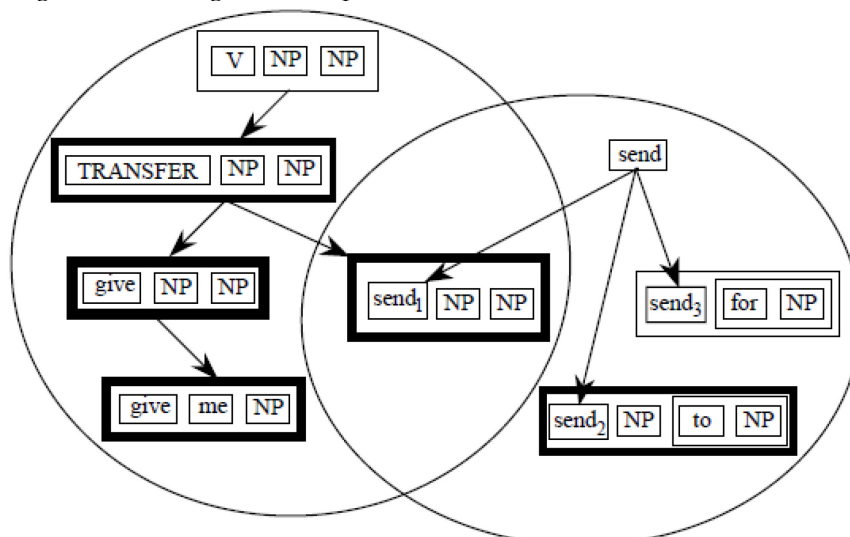 V NP NP
send
TRANSFER NP NP
give NP NP
send1 NP NP
send3 for NP
give me NP
send2 NP to NP